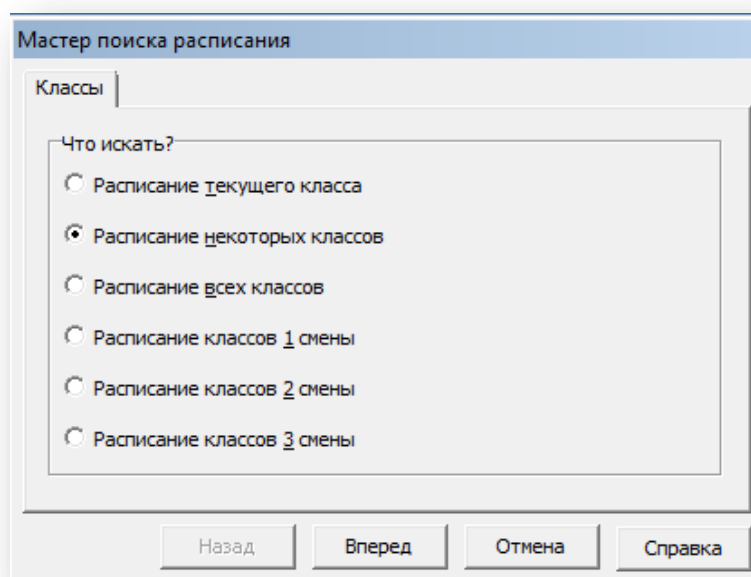 Мастер поиска расписания
Классы
Что искать?
Расписание текущего класса
Расписание некоторых классов
Расписание всех классов
Расписание классов 1 смены
Расписание классов 2 смены
Расписание классов 3 смены
Назад Вперед Отмена Справка